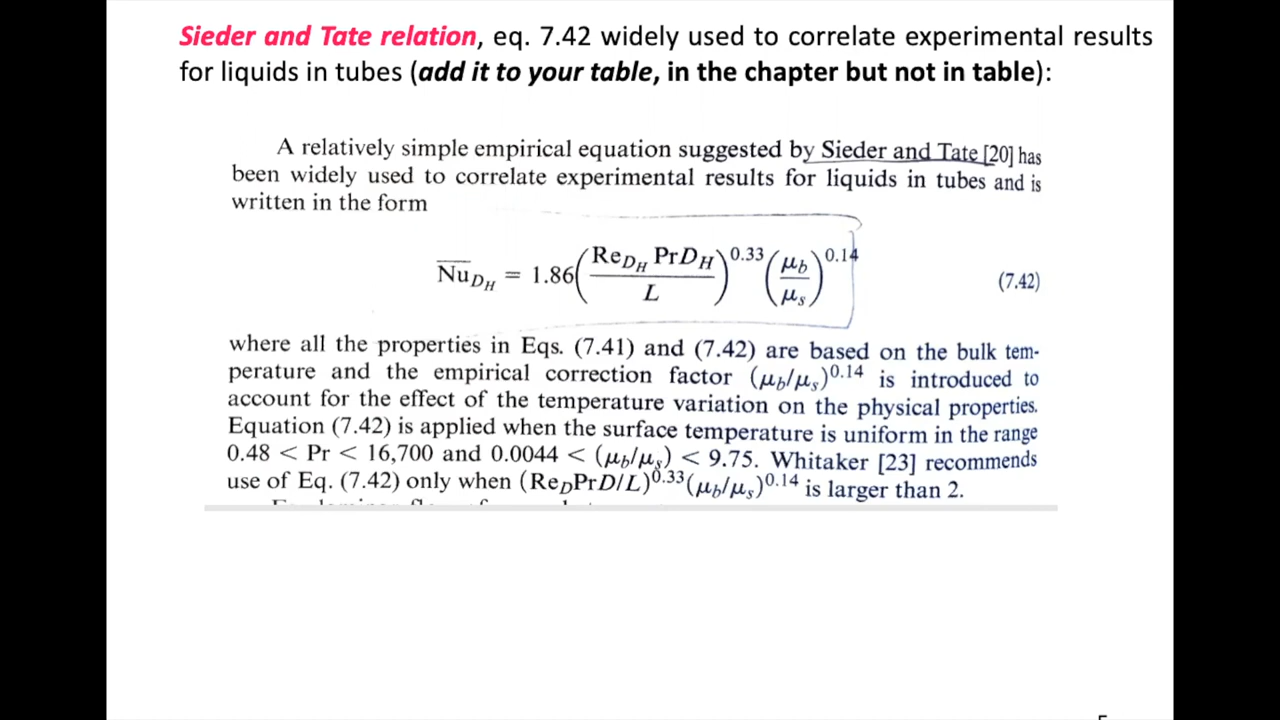 Sieder and Tate relation, eq. 7.42 widely used to correlate experimental results
for liquids in tubes (add it to your table, in the chapter but not in table):
A relatively simple empirical equation suggested by Sieder and Tate [20] has
been widely used to correlate experimental results for liquids in tubes and is
written in the form
\overline{Nu}_{D_H} = 1.86(Re_{D_H} Pr D_H / L)^{0.33} (μ_b / μ_s)^{0.14} (7.42)
where all the properties in Eqs. (7.41) and (7.42) are based on the bulk tem-
perature and the empirical correction factor (μ_b/μ_s)^{0.14} is introduced to
account for the effect of the temperature variation on the physical properties.
Equation (7.42) is applied when the surface temperature is uniform in the range
0.48 < Pr < 16,700 and 0.0044 < (μ_b/μ_s) < 9.75. Whitaker [23] recommends
use of Eq. (7.42) only when (Re_D Pr D/L)^{0.33}(μ_b/μ_s)^{0.14} is larger than 2.